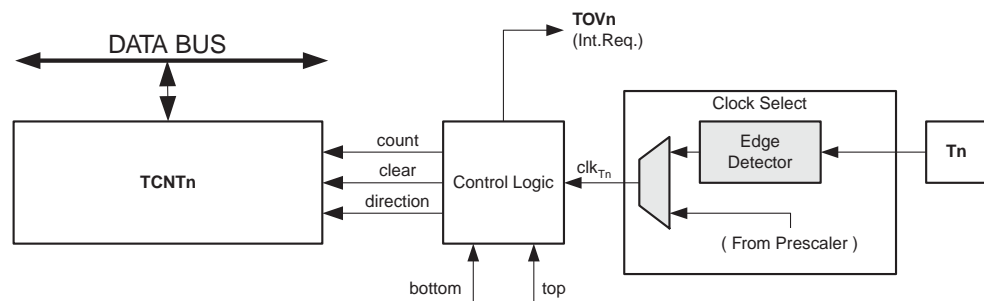 TOVn
(Int.Req.)
DATA BUS
Clock Select
count
Edge
Detector
Tn
TCNTn
clear
Control Logic
clkTn
direction
( From Prescaler )
bottom
top